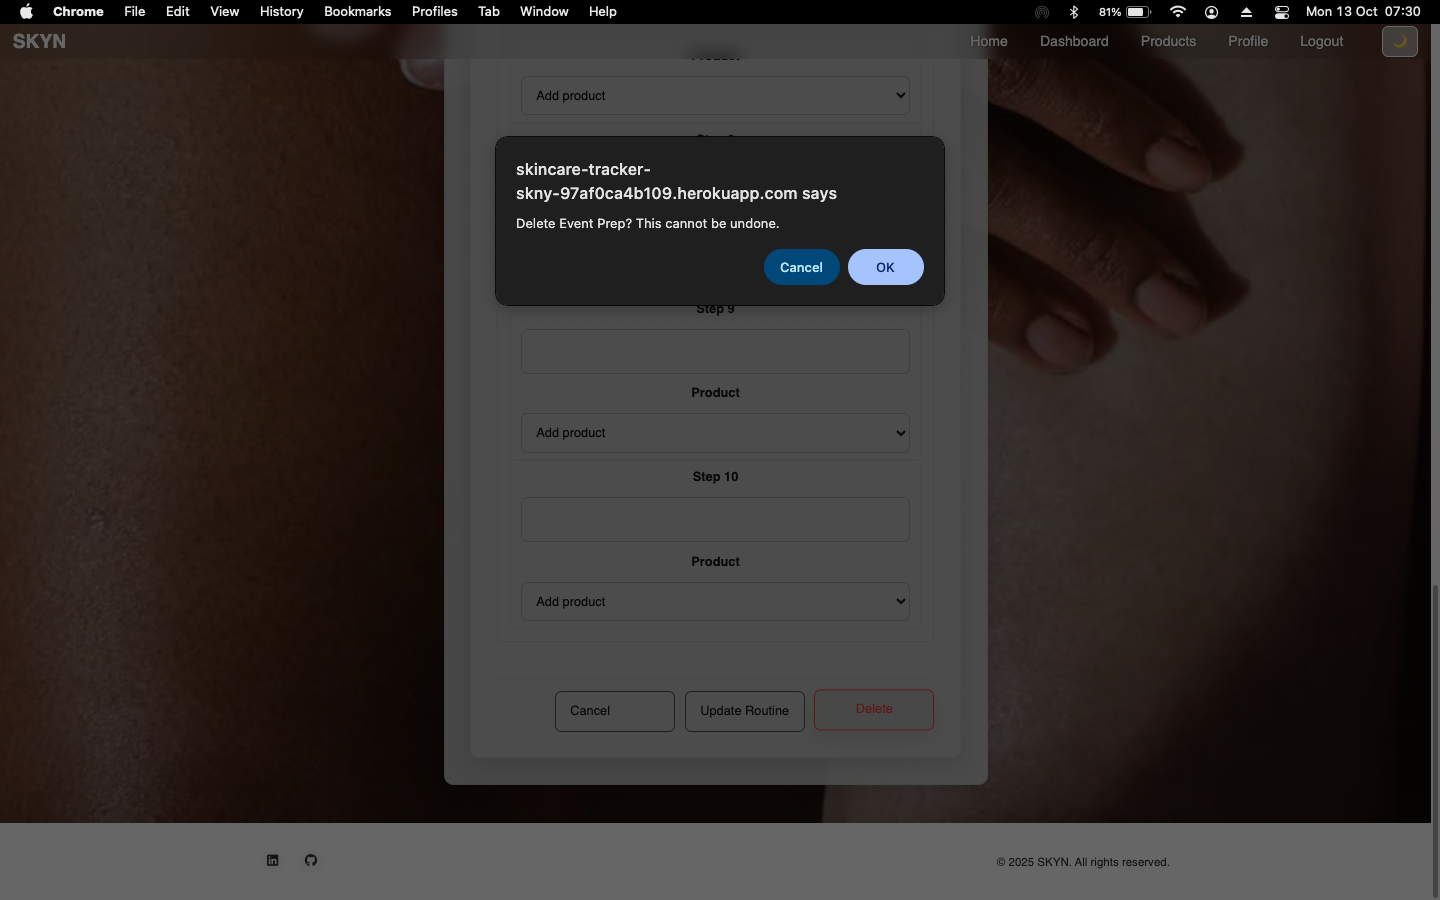 Chrome File Edit View History Bookmarks Profiles Tab Window Help 81% Mon 13 Oct 07:30
SKYN Home Dashboard Products Profile Logout
Product
Add product
skincare-tracker-
skny-97af0ca4b109.herokuapp.com says
Delete Event Prep? This cannot be undone.
Cancel OK
Step 9
Product
Add product
Step 10
Product
Add product
Cancel Update Routine Delete
© 2025 SKYN. All rights reserved.